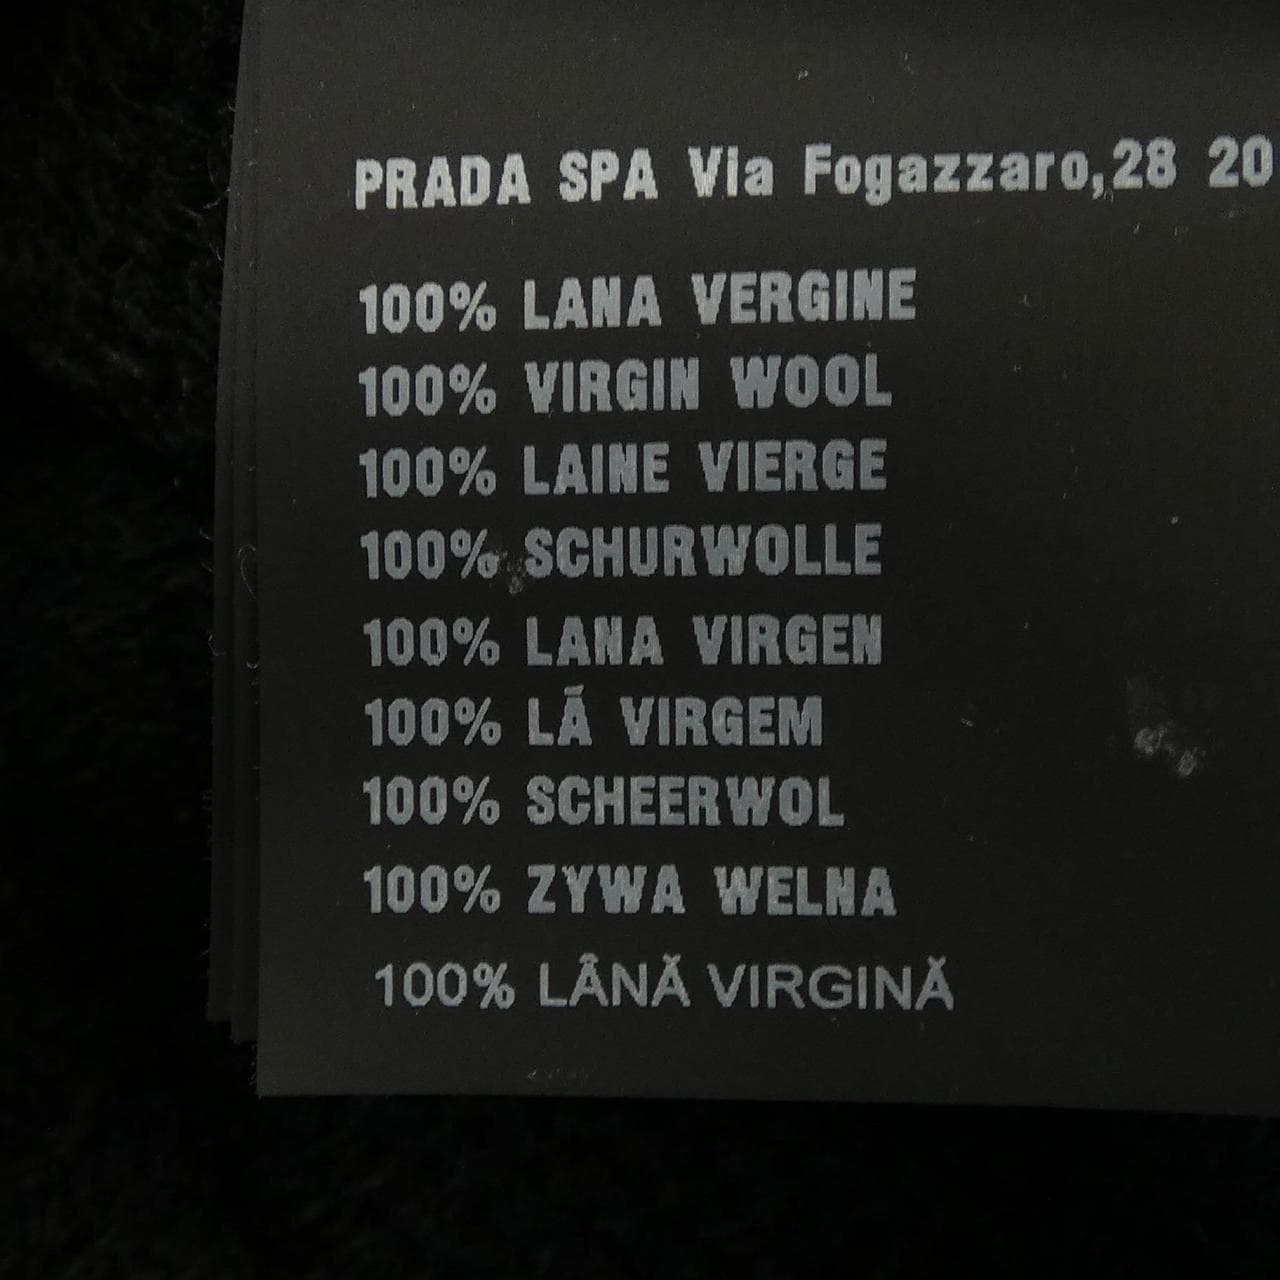 PRADA SPA Via Fogazzaro,28 20
100% LANA VERGINE
100% VIRGIN WOOL
100% LAINE VIERGE
100% SCHURWOLLE
100% LANA VIRGEN
100% LÃ VIRGEM
100% SCHEERWOL
100% ZYWA WELNA
100% LÂNĂ VIRGINĂ